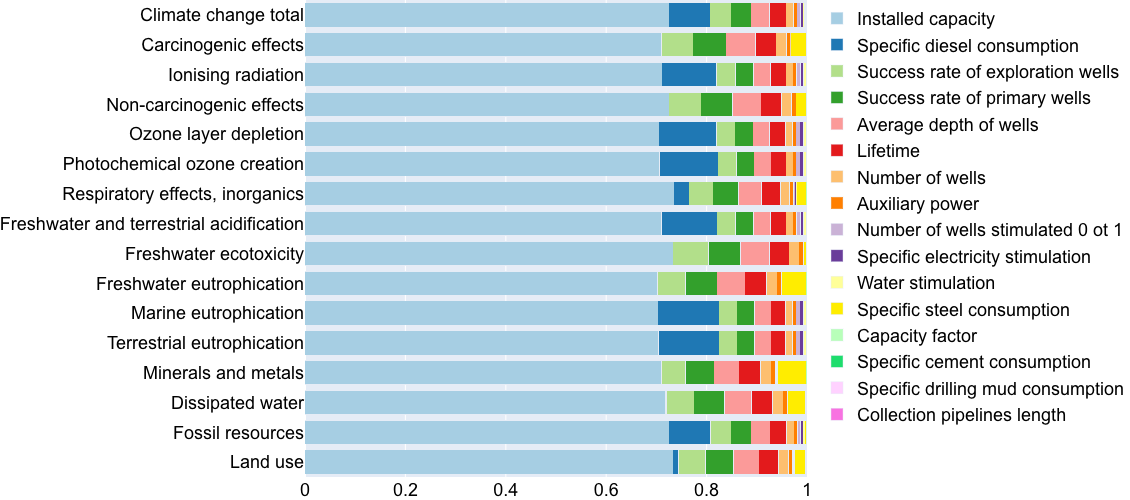 Climate change total
Carcinogenic effects
Ionising radiation
Non-carcinogenic effects
Ozone layer depletion
Photochemical ozone creation
Respiratory effects, inorganics
Freshwater and terrestrial acidification
Freshwater ecotoxicity
Freshwater eutrophication
Marine eutrophication
Terrestrial eutrophication
Minerals and metals
Dissipated water
Fossil resources
Land use
0 0.2 0.4 0.6 0.8 1
Installed capacity
Specific diesel consumption
Success rate of exploration wells
Success rate of primary wells
Average depth of wells
Lifetime
Number of wells
Auxiliary power
Number of wells stimulated 0 ot 1
Specific electricity stimulation
Water stimulation
Specific steel consumption
Capacity factor
Specific cement consumption
Specific drilling mud consumption
Collection pipelines length